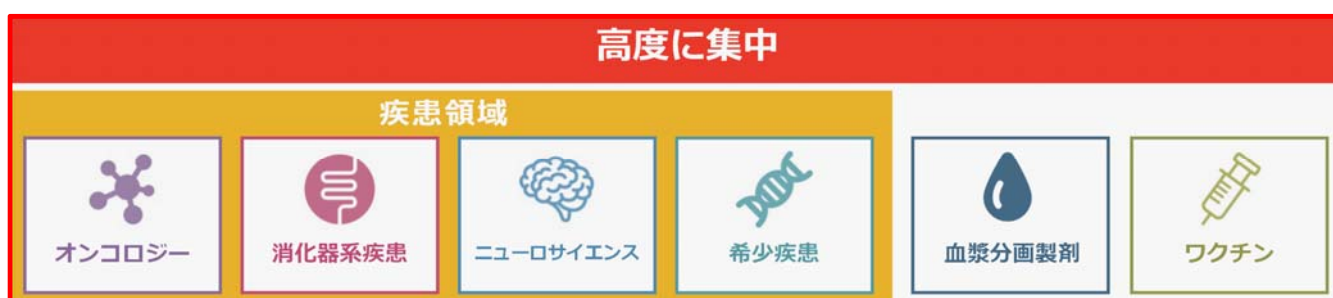 高度に集中
疾患領域
オンコロジー
消化器系疾患
ニューロサイエンス
希少疾患
血漿分画製剤
ワクチン